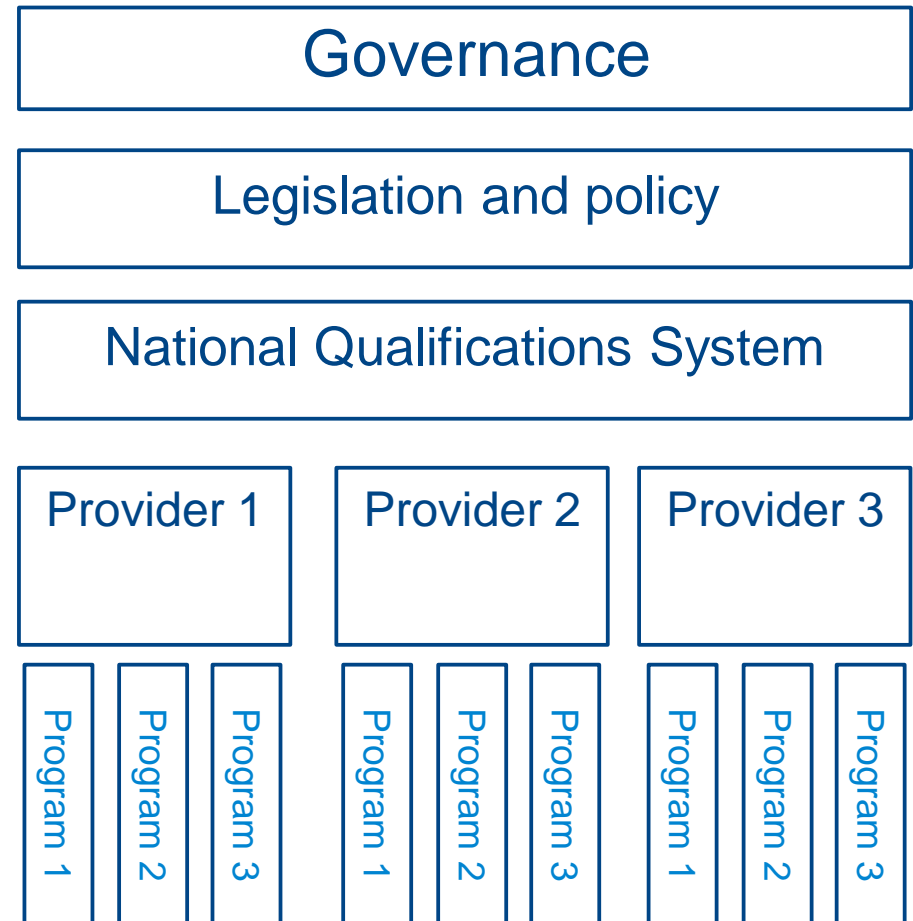 Governance
Legislation and policy
National Qualifications System
Provider 1
Provider 2
Provider 3
Program 1
Program 2
Program 3
Program 1
Program 2
Program 3
Program 1
Program 2
Program 3